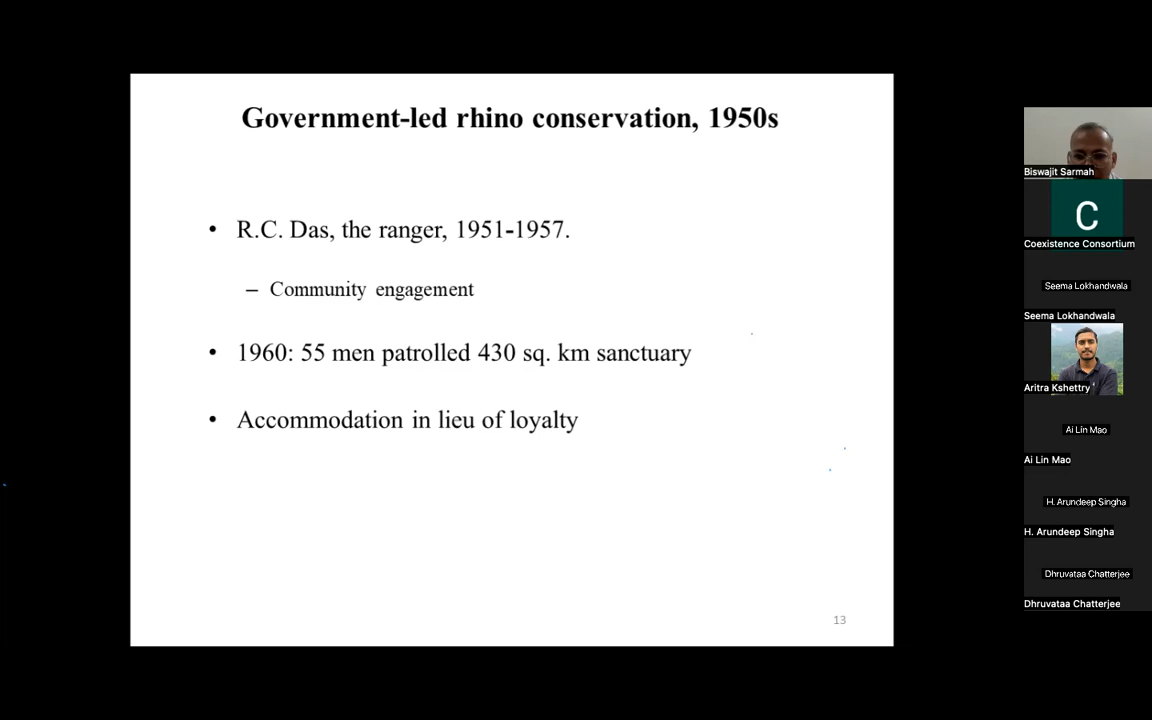 Government-led rhino conservation, 1950s
• R.C. Das, the ranger, 1951-1957.
– Community engagement
• 1960: 55 men patrolled 430 sq. km sanctuary
• Accommodation in lieu of loyalty
13
Biswajit Sarmah
C
Coexistence Consortium
Seema Lokhandwala
Seema Lokhandwala
Aritra Kshettry
Ai Lin Mao
Ai Lin Mao
H. Arundeep Singha
H. Arundeep Singha
Dhruvataa Chatterjee
Dhruvataa Chatterjee